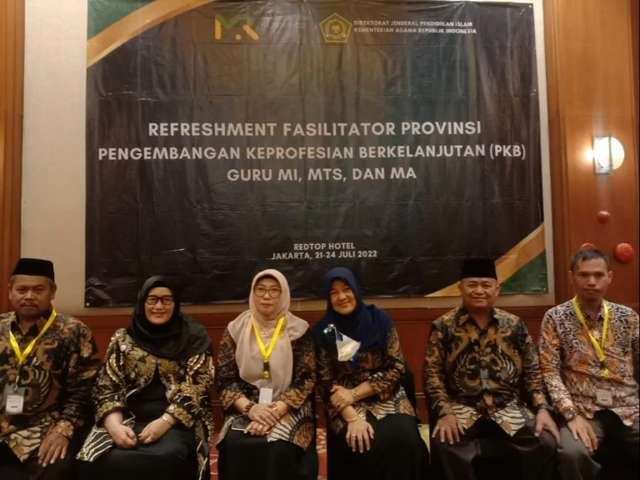 DIREKTORAT JENDERAL PENDIDIKAN ISLAM
KEMENTERIAN AGAMA REPUBLIK INDONESIA
REFRESHMENT FASILITATOR PROVINSI
PENGEMBANGAN KEPROFESIAN BERKELANJUTAN (PKB)
GURU MI, MTS, DAN MA
REDTOP HOTEL
JAKARTA, 21-24 JULI 2022